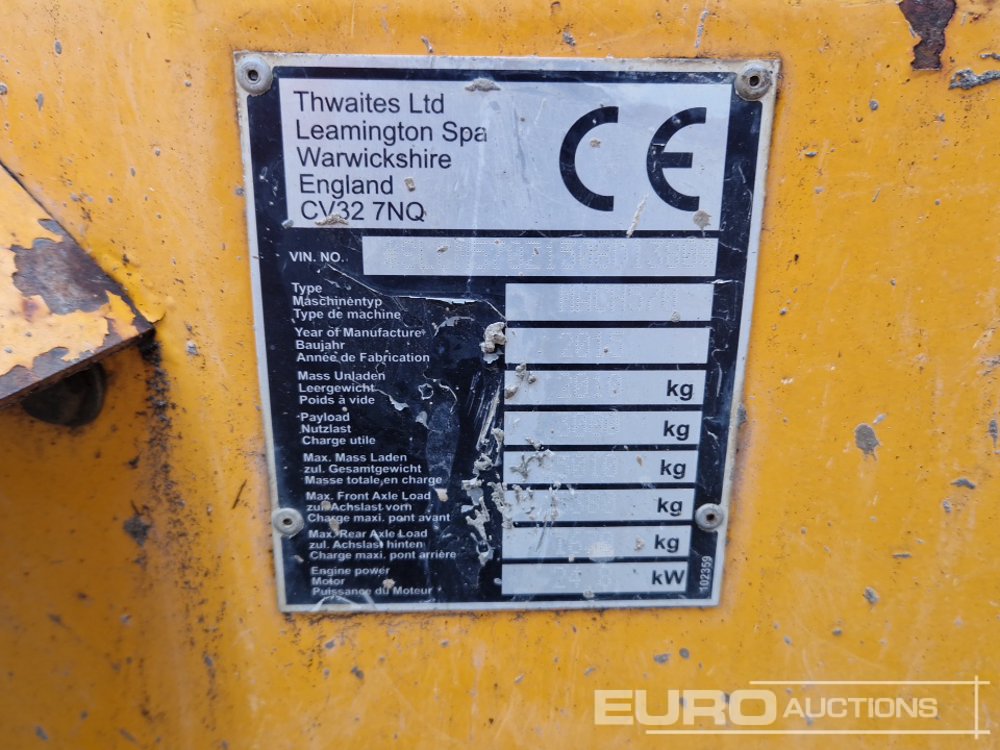 Thwaites Ltd
Leamington Spa
Warwickshire
England
CV32 7NQ
CE
VIN. NO.
Type
Maschinentyp
Type de machine
Year of Manufacture
Baujahr
Année de Fabrication
Mass Unladen
Leergewicht
Poids à vide
kg
Payload
Nutzlast
Charge utile
kg
Max. Mass Laden
zul. Gesamtgewicht
Masse totale en charge
kg
Max. Front Axle Load
zul. Achslast vorn
Charge maxi. pont avant
kg
Max. Rear Axle Load
zul. Achslast hinten
Charge maxi. pont arrière
kg
Engine power
Motor
Puissance du Moteur
kW
102359
EURO AUCTIONS